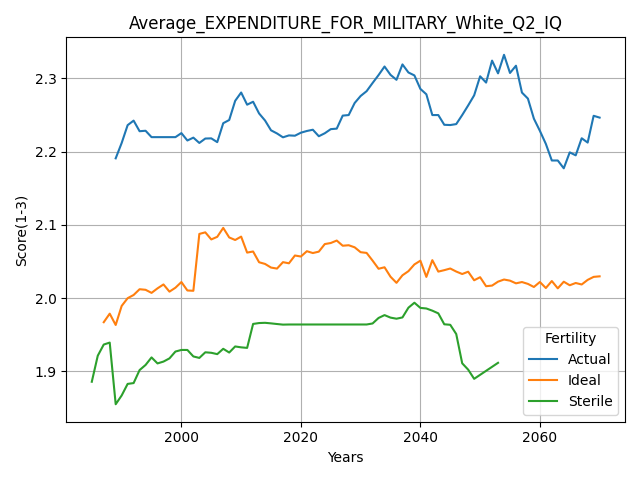 Average_EXPENDITURE_FOR_MILITARY_White_Q2_IQ
Score(1-3)
2.3
2.2
2.1
2.0
1.9
2000
2020
2040
2060
Years
Fertility
Actual
Ideal
Sterile